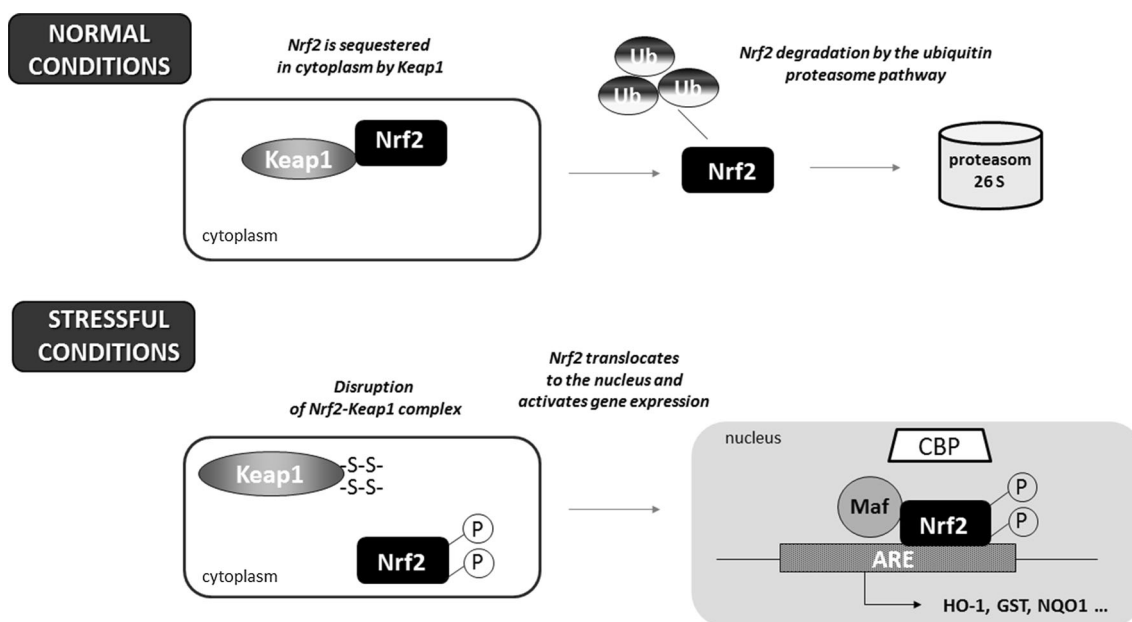 NORMAL
CONDITIONS
Nrf2 is sequestered
in cytoplasm by Keap1
Nrf2 degradation by the ubiquitin
proteasome pathway
Ub
Ub
Ub
Keap1
Nrf2
cytoplasm
Nrf2
proteasom
26 S
STRESSFUL
CONDITIONS
Disruption
of Nrf2-Keap1 complex
Nrf2 translocates
to the nucleus and
activates gene expression
Keap1
-S-S-
-S-S-
Nrf2
P
P
cytoplasm
nucleus
CBP
Maf
Nrf2
P
P
ARE
HO-1, GST, NQO1 ...